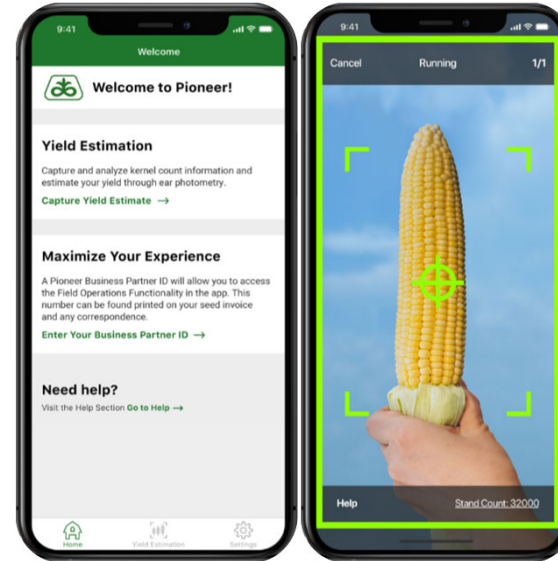 9:41
Welcome
Welcome to Pioneer!
Yield Estimation
Capture and analyze kernel count information and
estimate your yield through ear photometry.
Capture Yield Estimate →
Maximize Your Experience
A Pioneer Business Partner ID will allow you to access
the Field Operations Functionality in the app. This
number can be found printed on your seed invoice
and any correspondence.
Enter Your Business Partner ID →
Need help?
Visit the Help Section Go to Help →
Home Yield Estimation Settings
9:41
Cancel Running 1/1
Help Stand Count: 32000